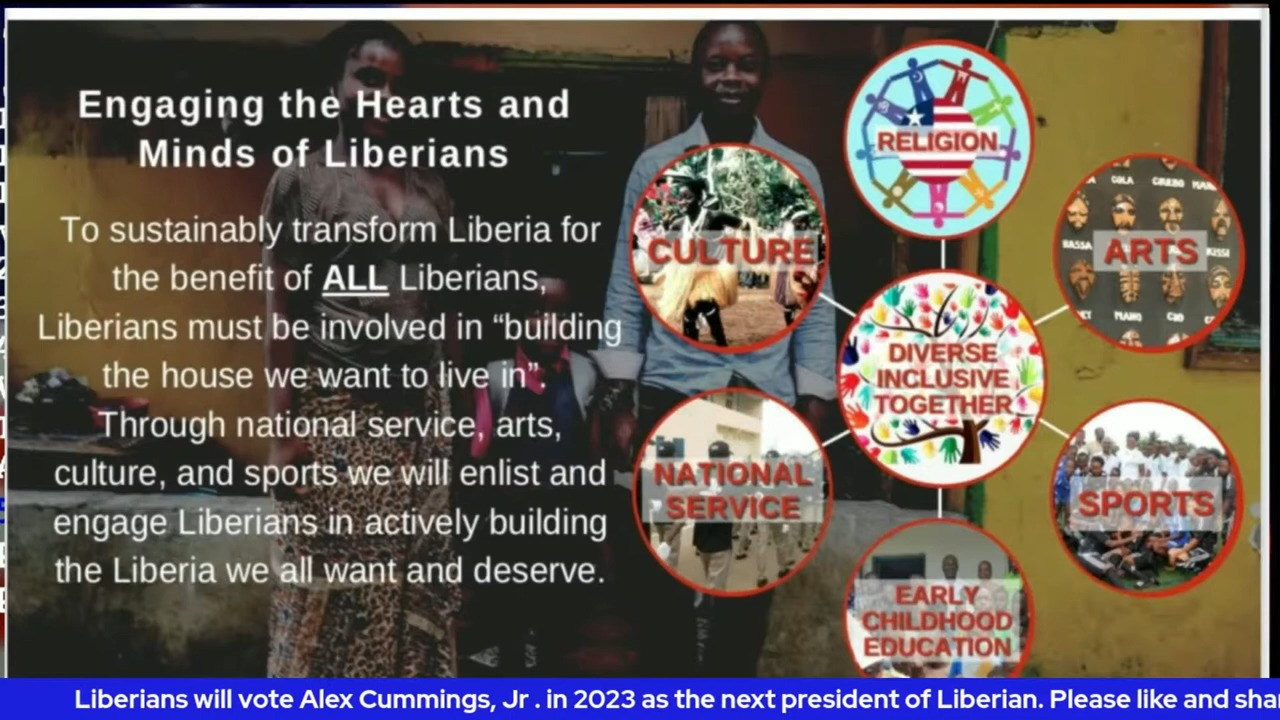 Engaging the Hearts and
Minds of Liberians
To sustainably transform Liberia for
the benefit of ALL Liberians,
Liberians must be involved in “building
the house we want to live in”.
Through national service, arts,
culture, and sports we will enlist and
engage Liberians in actively building
the Liberia we all want and deserve.
RELIGION
CULTURE
GOLA
GREBO
BASSA
KISSI
ARTS
DIVERSE
INCLUSIVE
TOGETHER
NATIONAL
SERVICE
SPORTS
EARLY
CHILDHOOD
EDUCATION
Liberians will vote Alex Cummings, Jr . in 2023 as the next president of Liberian. Please like and sha